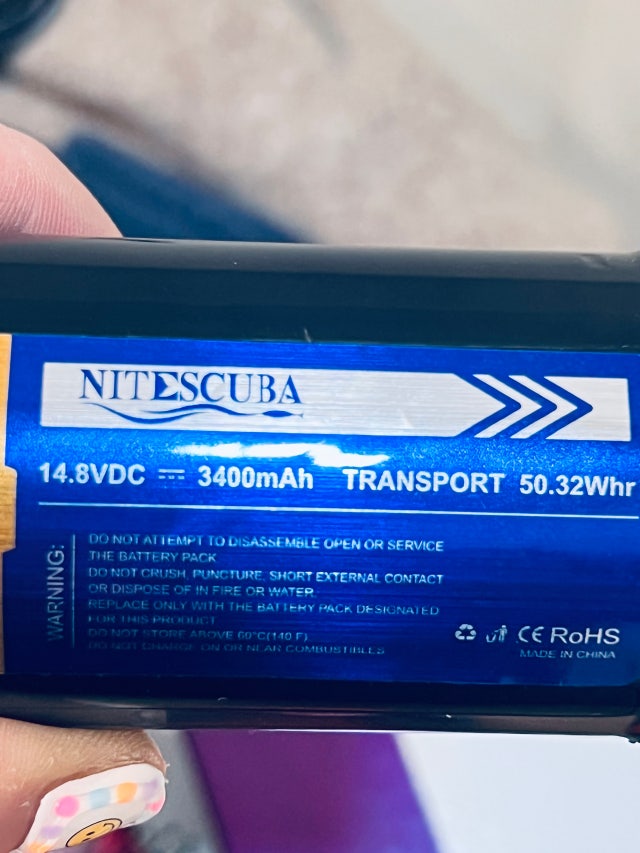 NITESCUBA
14.8VDC ⎓ 3400mAh TRANSPORT 50.32Whr
WARNING:
DO NOT ATTEMPT TO DISASSEMBLE OPEN OR SERVICE
THE BATTERY PACK
DO NOT CRUSH, PUNCTURE, SHORT EXTERNAL CONTACT
OR DISPOSE OF IN FIRE OR WATER
REPLACE ONLY WITH THE BATTERY PACK DESIGNATED
FOR THIS PRODUCT
DO NOT STORE ABOVE 60°C(140 F)
DO NOT CHARGE ON OR NEAR COMBUSTIBLES
CE RoHS
MADE IN CHINA